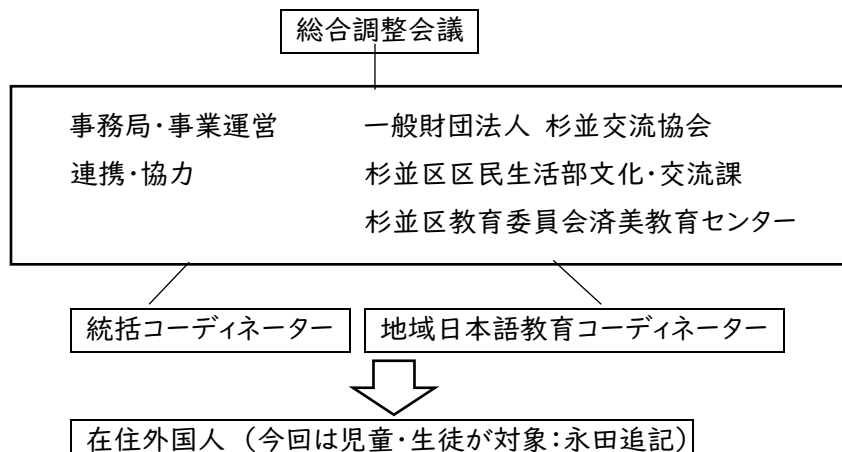 総合調整会議
事務局・事業運営　一般財団法人 杉並交流協会
連携・協力　杉並区区民生活部文化・交流課
杉並区教育委員会済美教育センター
統括コーディネーター　地域日本語教育コーディネーター
在住外国人 （今回は児童・生徒が対象：永田追記）